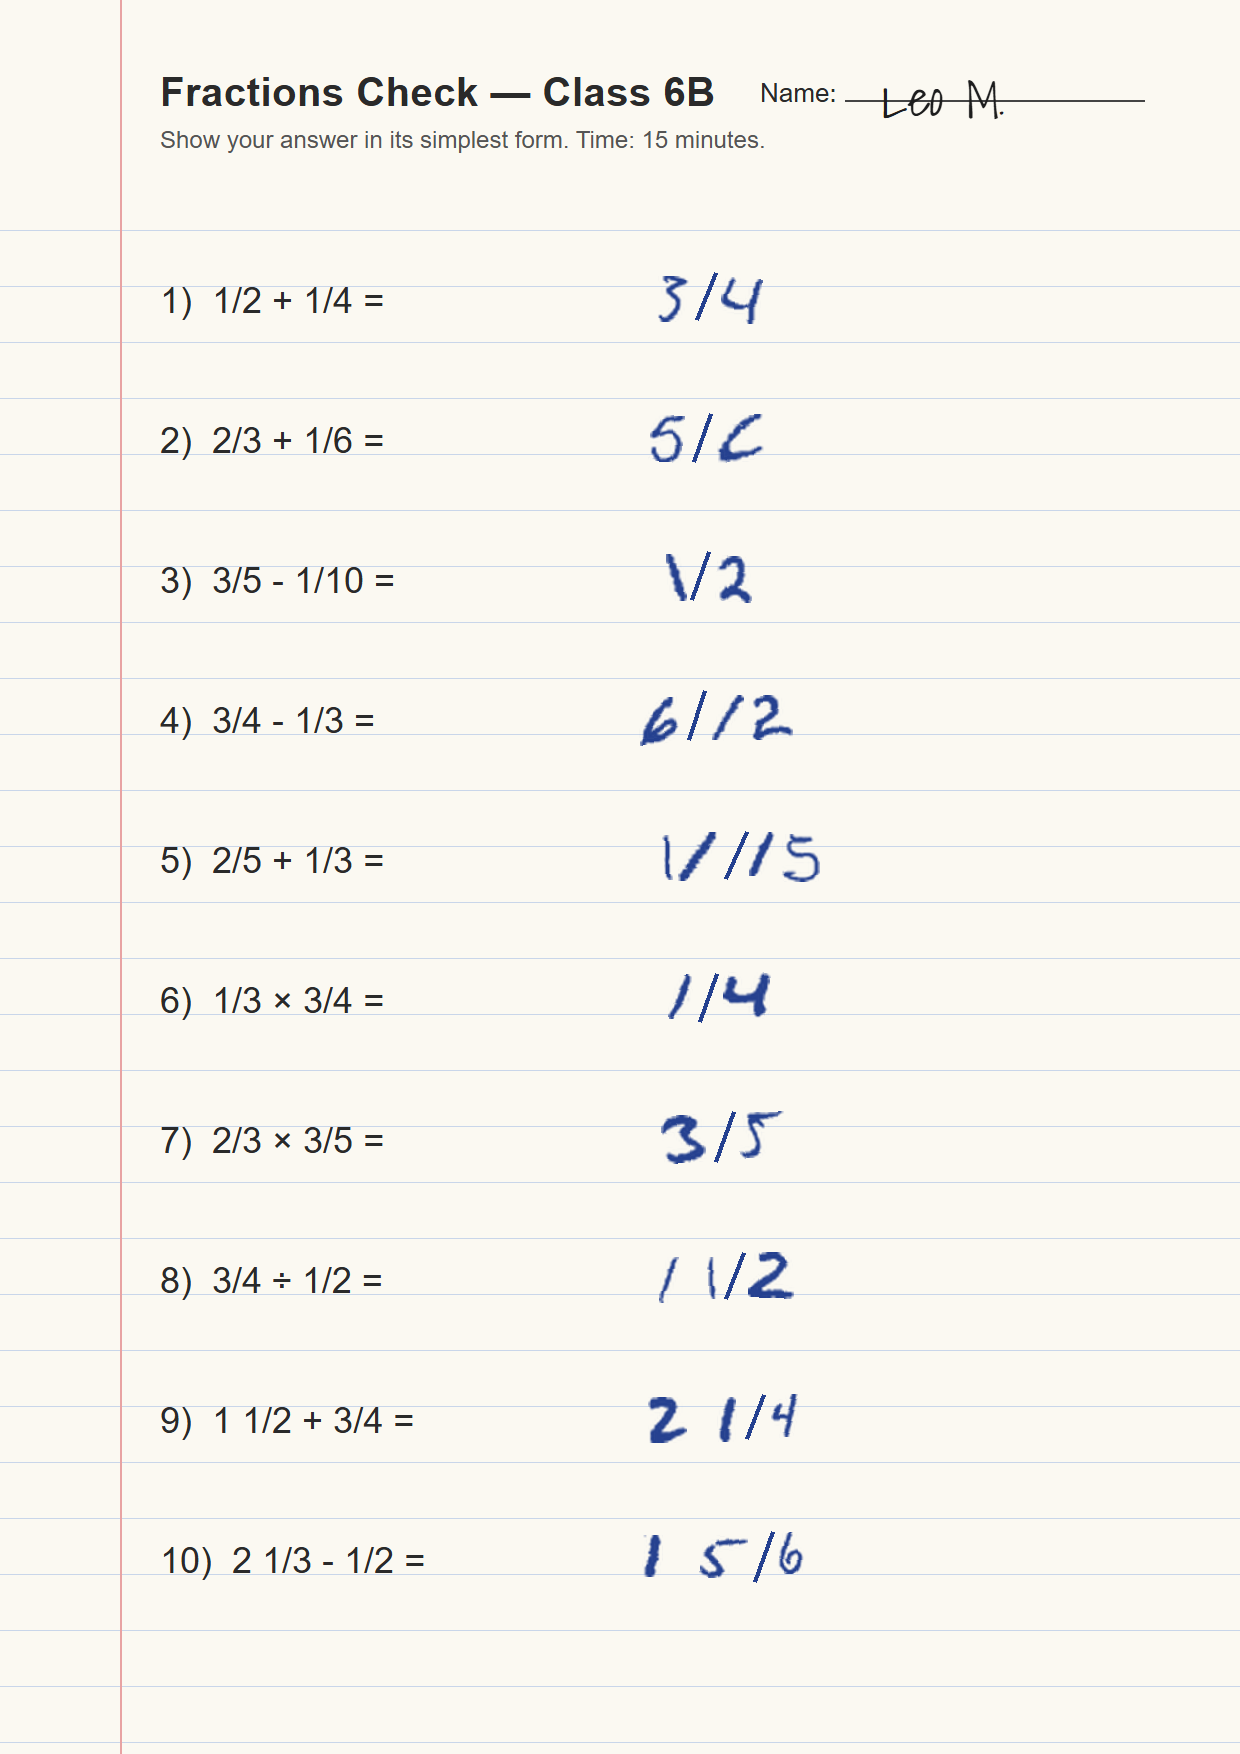 Fractions Check — Class 6B Name: Leo M.
Show your answer in its simplest form. Time: 15 minutes.
1) 1/2 + 1/4 = 3/4
2) 2/3 + 1/6 = 5/6
3) 3/5 - 1/10 = 1/2
4) 3/4 - 1/3 = 6/12
5) 2/5 + 1/3 = 11/15
6) 1/3 × 3/4 = 1/4
7) 2/3 × 3/5 = 3/5
8) 3/4 ÷ 1/2 = 1 1/2
9) 1 1/2 + 3/4 = 2 1/4
10) 2 1/3 - 1/2 = 1 5/6